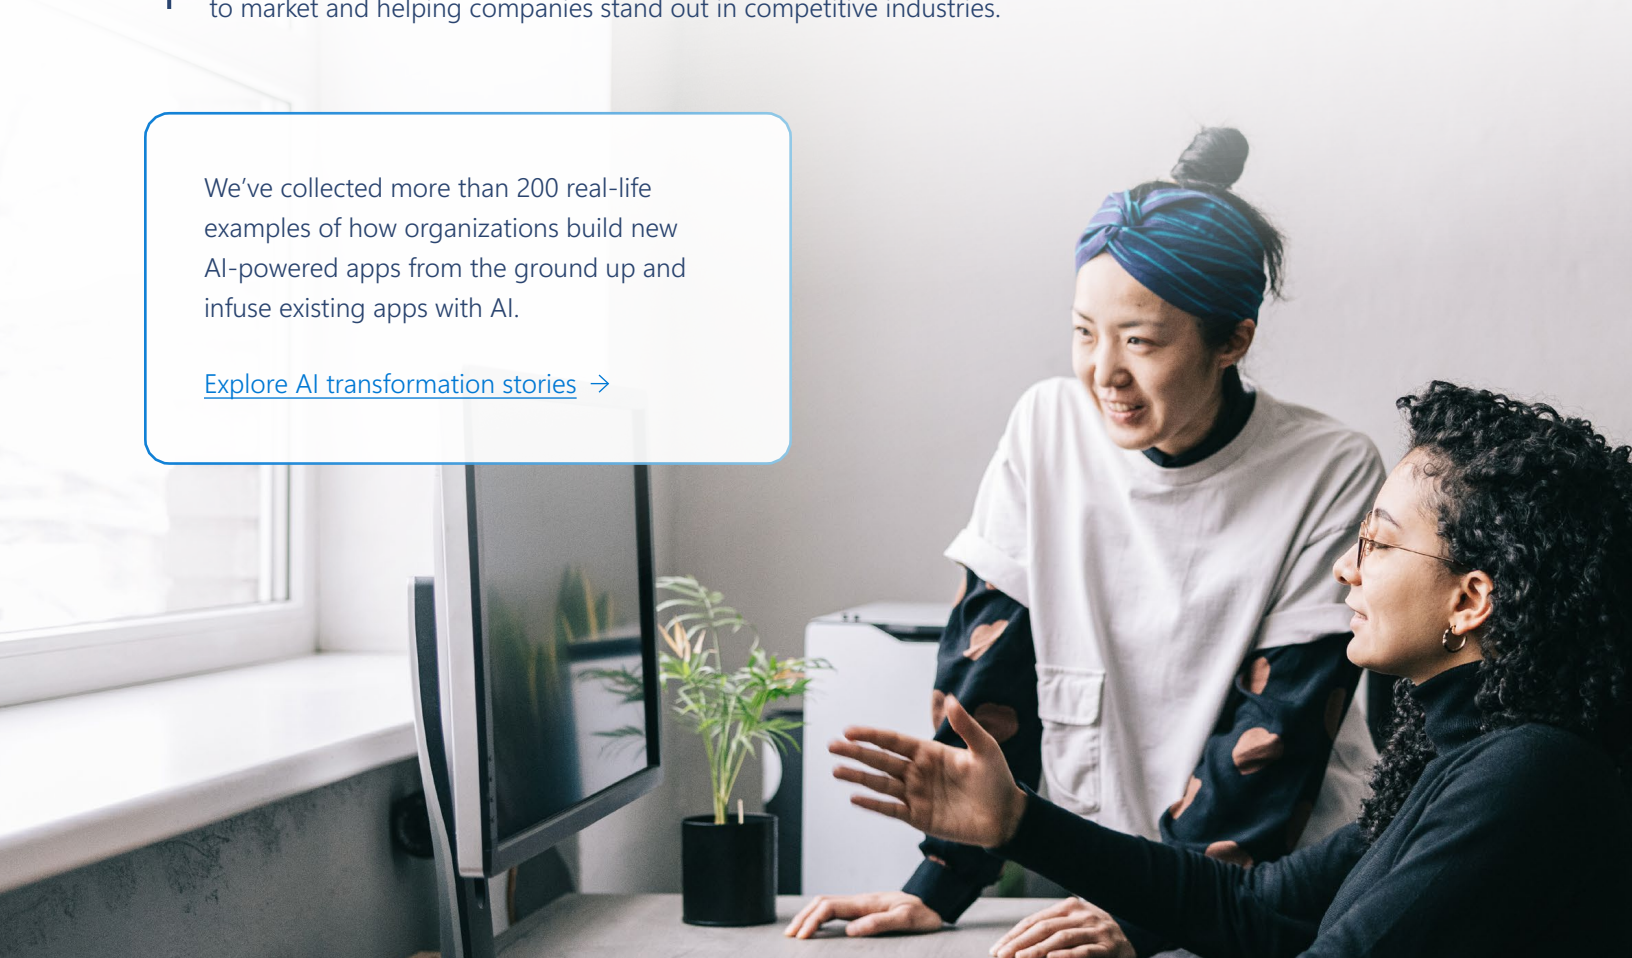 to market and helping companies stand out in competitive industries.
We’ve collected more than 200 real-life
examples of how organizations build new
AI-powered apps from the ground up and
infuse existing apps with AI.
Explore AI transformation stories →